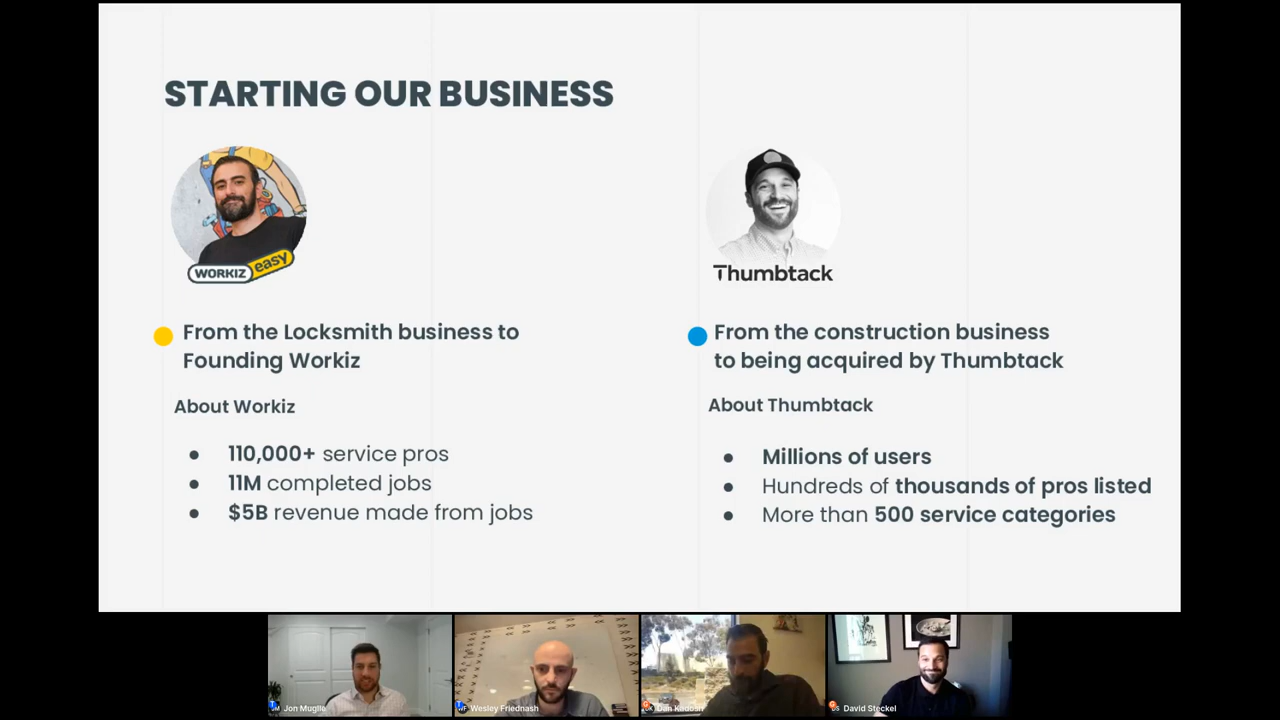 STARTING OUR BUSINESS
WORKIZ easy
Thumbtack
From the Locksmith business to
Founding Workiz
About Workiz
110,000+ service pros
11M completed jobs
$5B revenue made from jobs
From the construction business
to being acquired by Thumbtack
About Thumbtack
Millions of users
Hundreds of thousands of pros listed
More than 500 service categories
Jon Muglia
Wesley Friednash
David Steckel